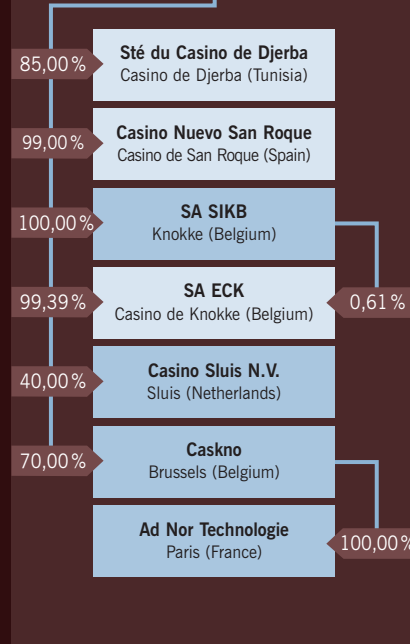 85,00 %
Sté du Casino de Djerba
Casino de Djerba (Tunisia)
99,00 %
Casino Nuevo San Roque
Casino de San Roque (Spain)
100,00 %
SA SIKB
Knokke (Belgium)
99,39 %
SA ECK
Casino de Knokke (Belgium)
0,61 %
40,00 %
Casino Sluis N.V.
Sluis (Netherlands)
70,00 %
Caskno
Brussels (Belgium)
Ad Nor Technologie
Paris (France)
100,00 %